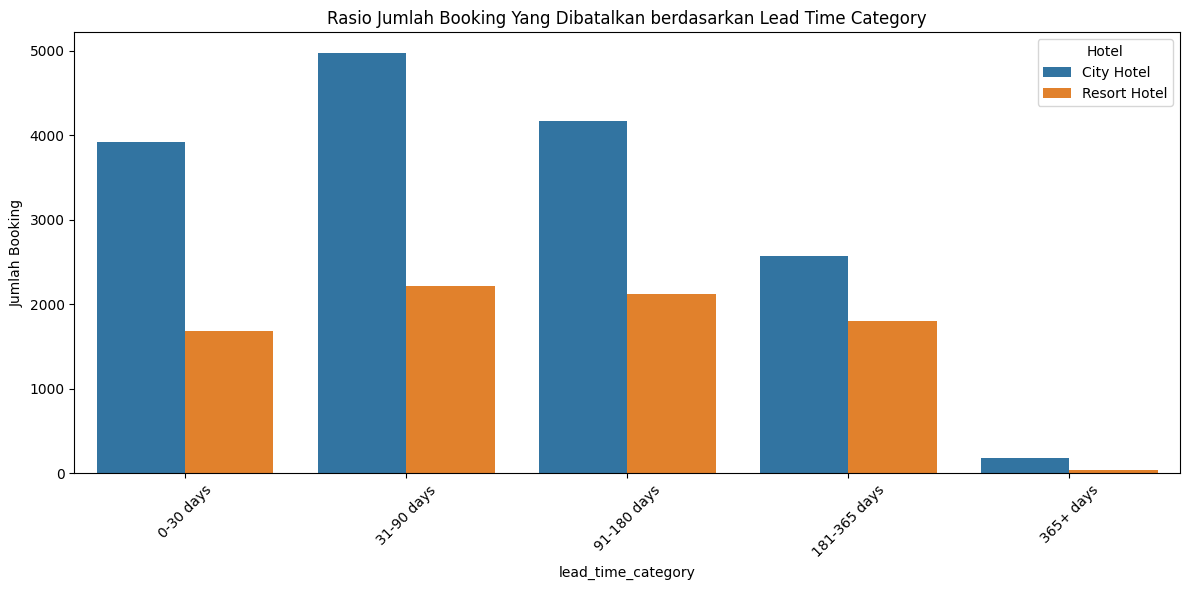 Rasio Jumlah Booking Yang Dibatalkan berdasarkan Lead Time Category
Hotel
City Hotel
Resort Hotel
Jumlah Booking
5000
4000
3000
2000
1000
0
0-30 days
31-90 days
91-180 days
181-365 days
365+ days
lead_time_category